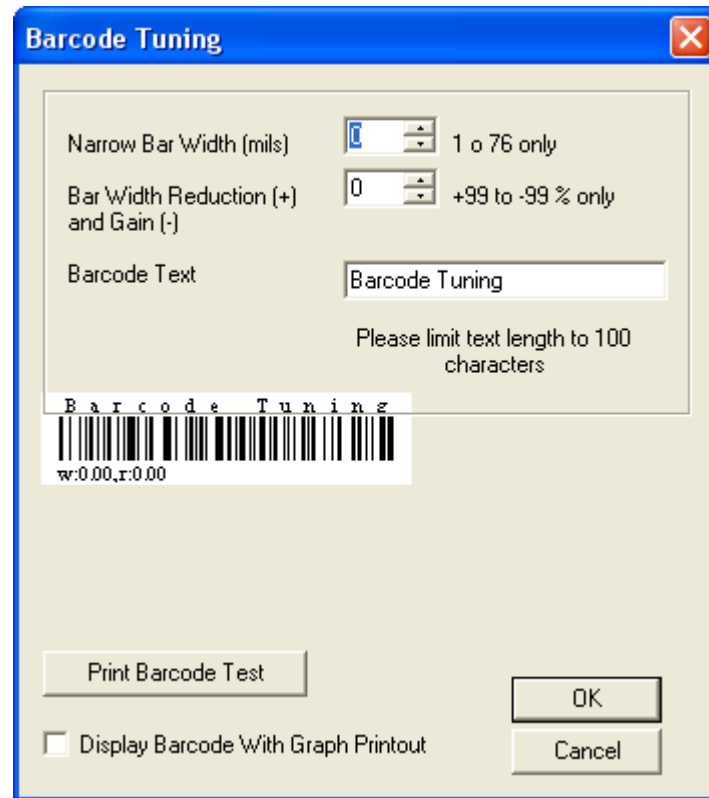 Barcode Tuning
Narrow Bar Width (mils) 0 1 o 76 only
Bar Width Reduction (+) 0 +99 to -99 % only
and Gain (-)
Barcode Text Barcode Tuning
Please limit text length to 100
characters
Barcode Tuning
w:0.00,r:0.00
Print Barcode Test
OK
Display Barcode With Graph Printout
Cancel